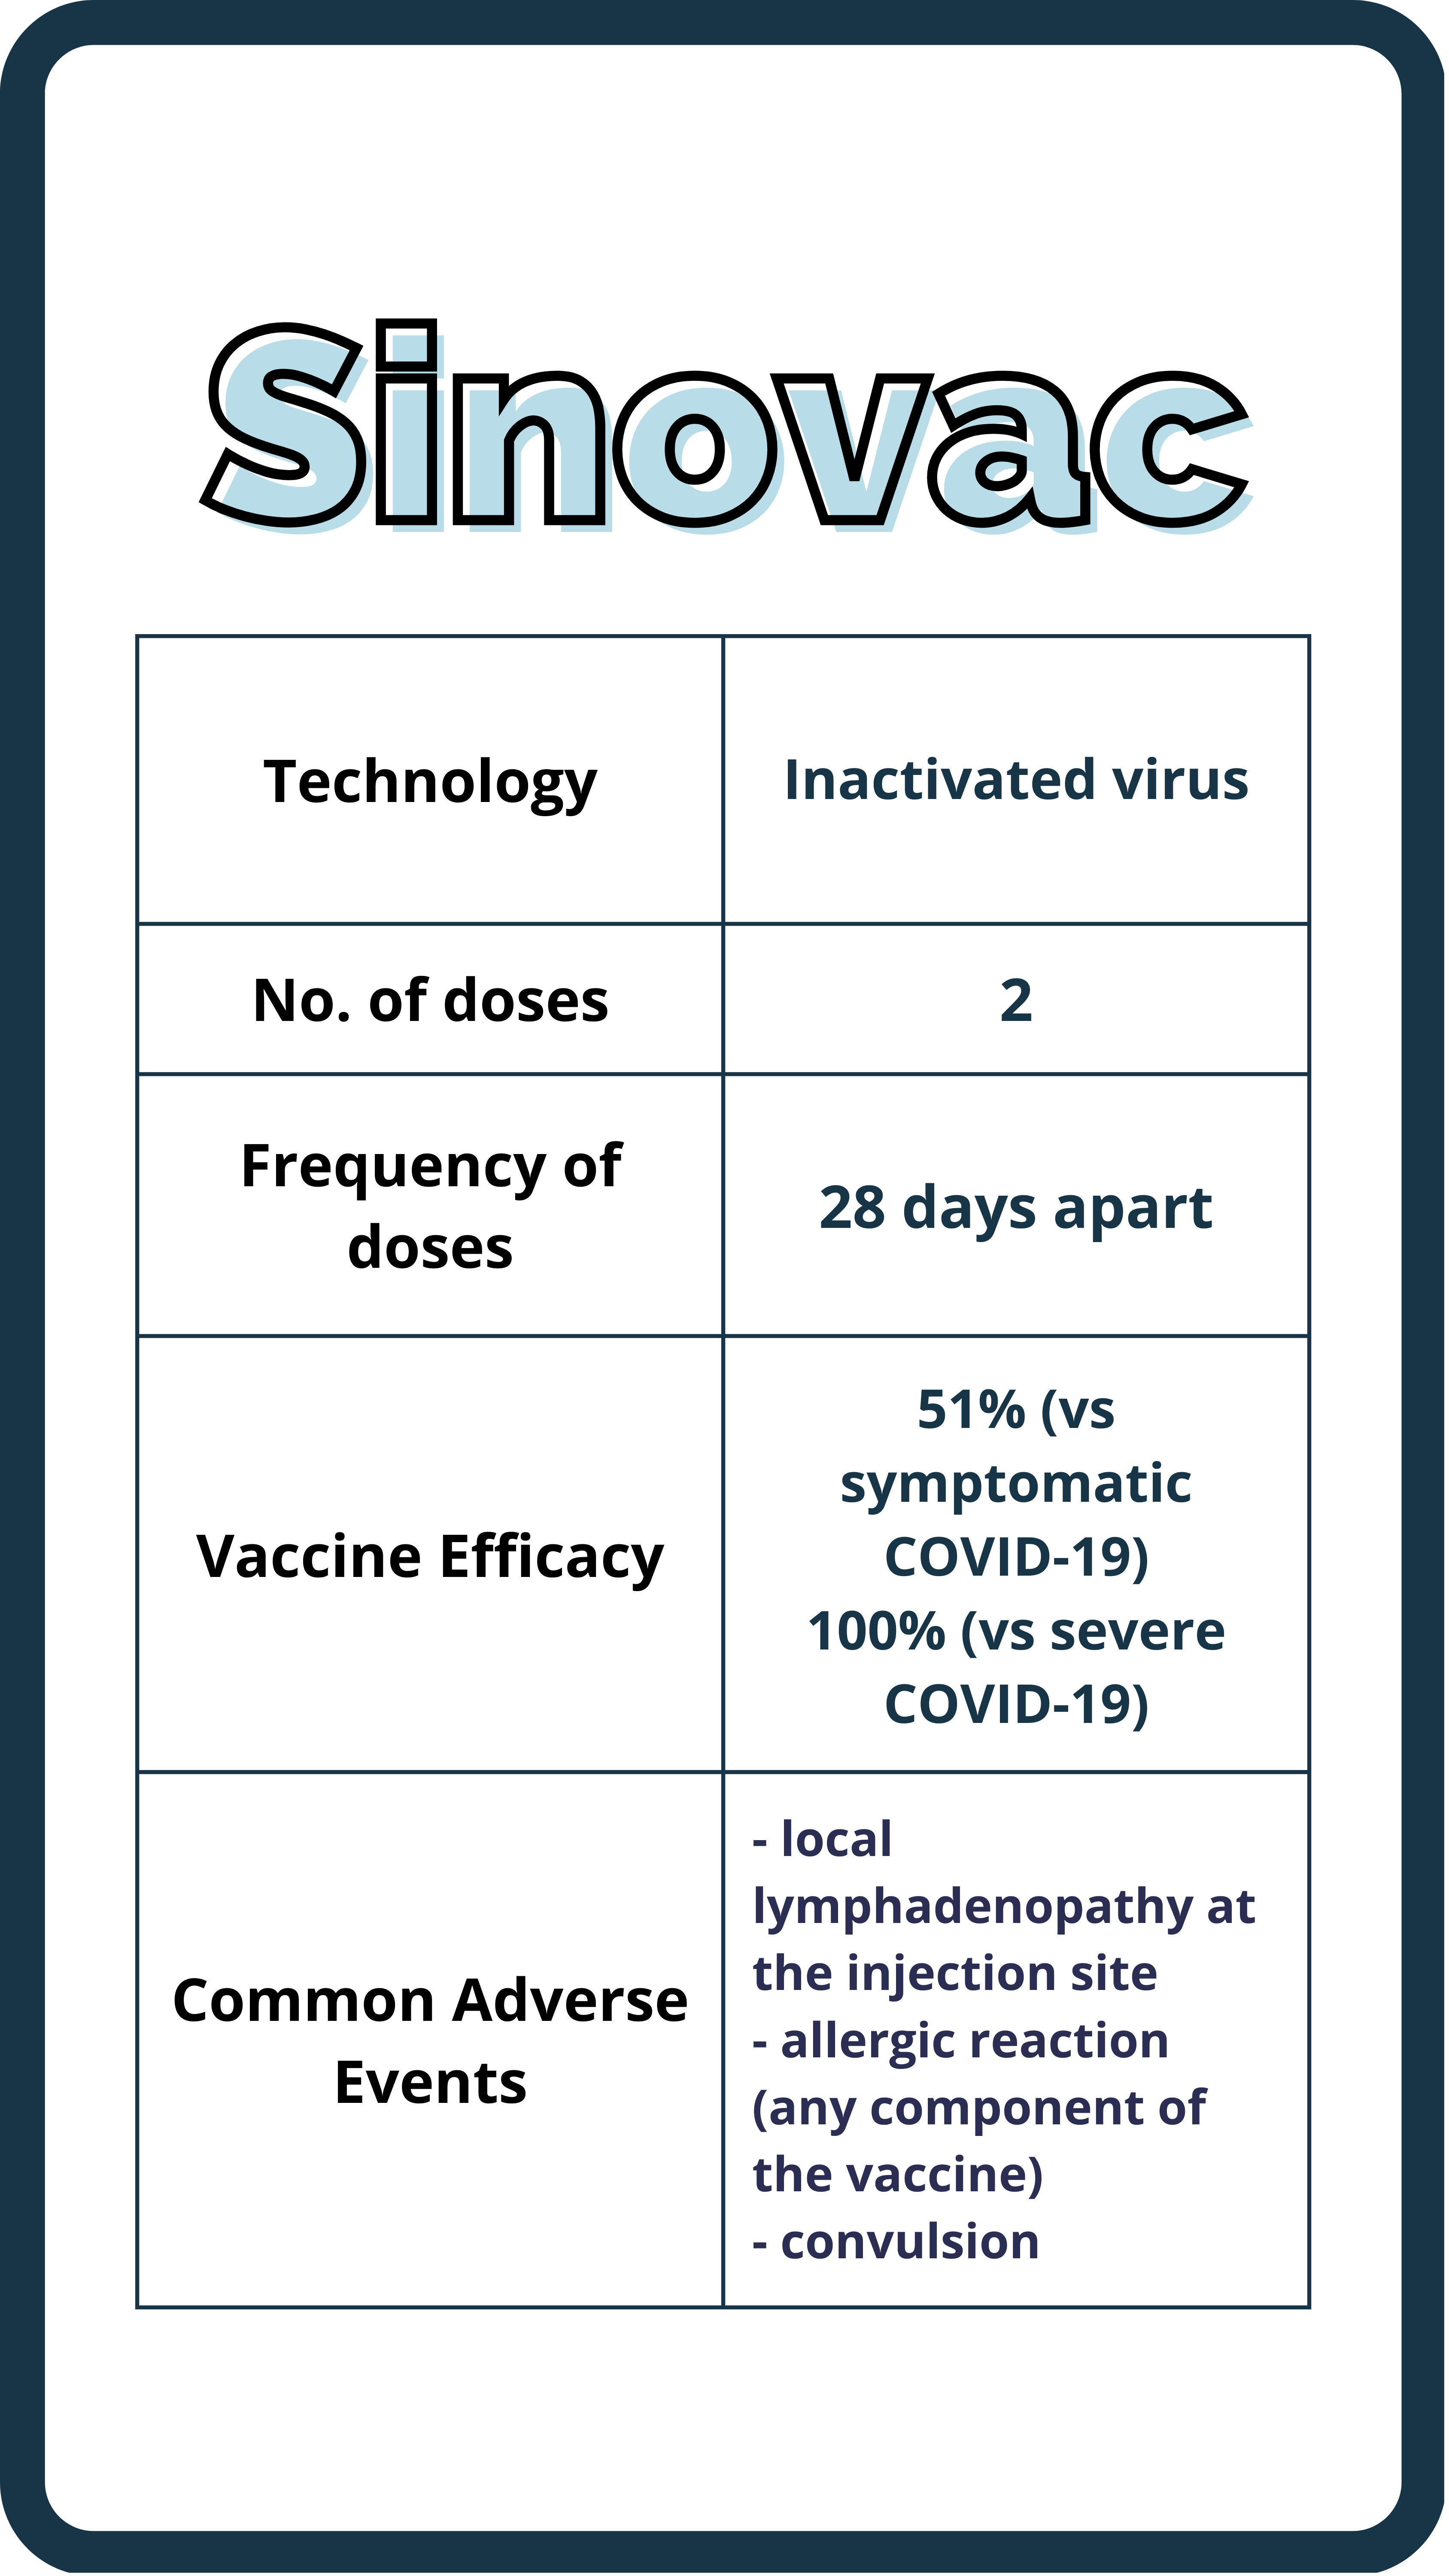 Sinovac
Technology
Inactivated virus
No. of doses
2
Frequency of
doses
28 days apart
Vaccine Efficacy
51% (vs
symptomatic
COVID-19)
100% (vs severe
COVID-19)
Common Adverse
Events
- local
lymphadenopathy at
the injection site
- allergic reaction
(any component of
the vaccine)
- convulsion